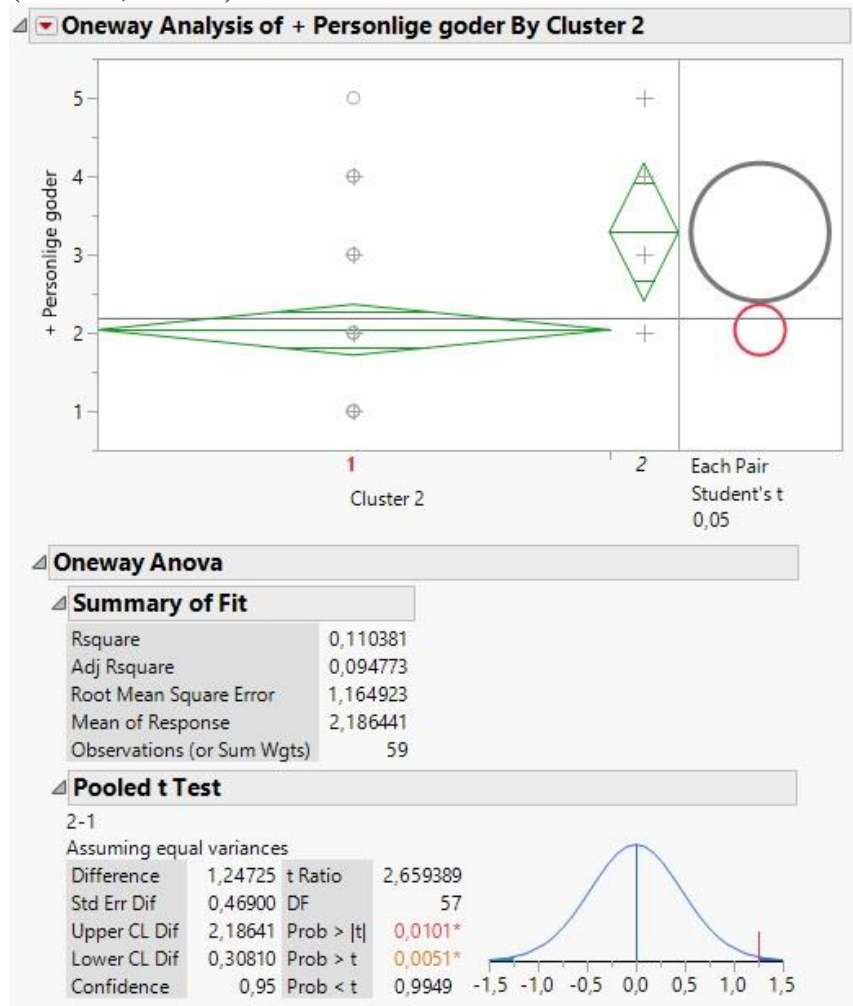 Oneway Analysis of + Personlige goder By Cluster 2
5
4
3
2
1
+ Personlige goder
1
2
Cluster 2
Each Pair
Student's t
0,05
Oneway Anova
Summary of Fit
Rsquare 0,110381
Adj Rsquare 0,094773
Root Mean Square Error 1,164923
Mean of Response 2,186441
Observations (or Sum Wgts) 59
Pooled t Test
2-1
Assuming equal variances
Difference 1,24725 t Ratio 2,659389
Std Err Dif 0,46900 DF 57
Upper CL Dif 2,18641 Prob > |t| 0,0101*
Lower CL Dif 0,30810 Prob > t 0,0051*
Confidence 0,95 Prob < t 0,9949
-1,5 -1,0 -0,5 0,0 0,5 1,0 1,5